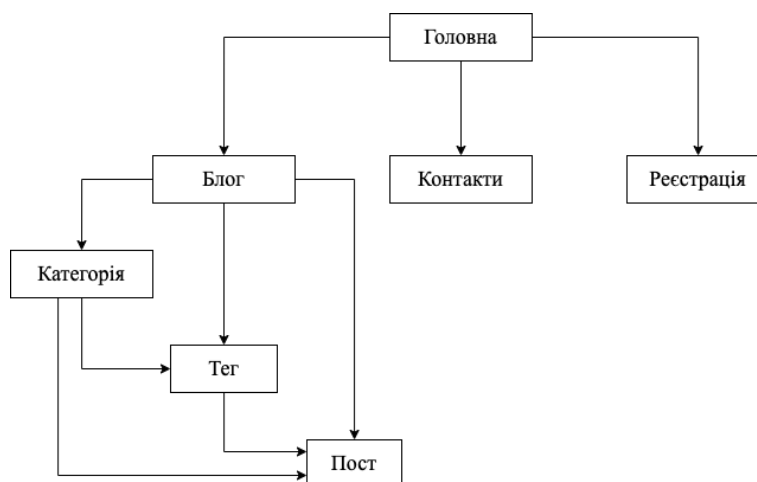 Головна
Блог
Контакти
Реєстрація
Категорія
Тег
Пост